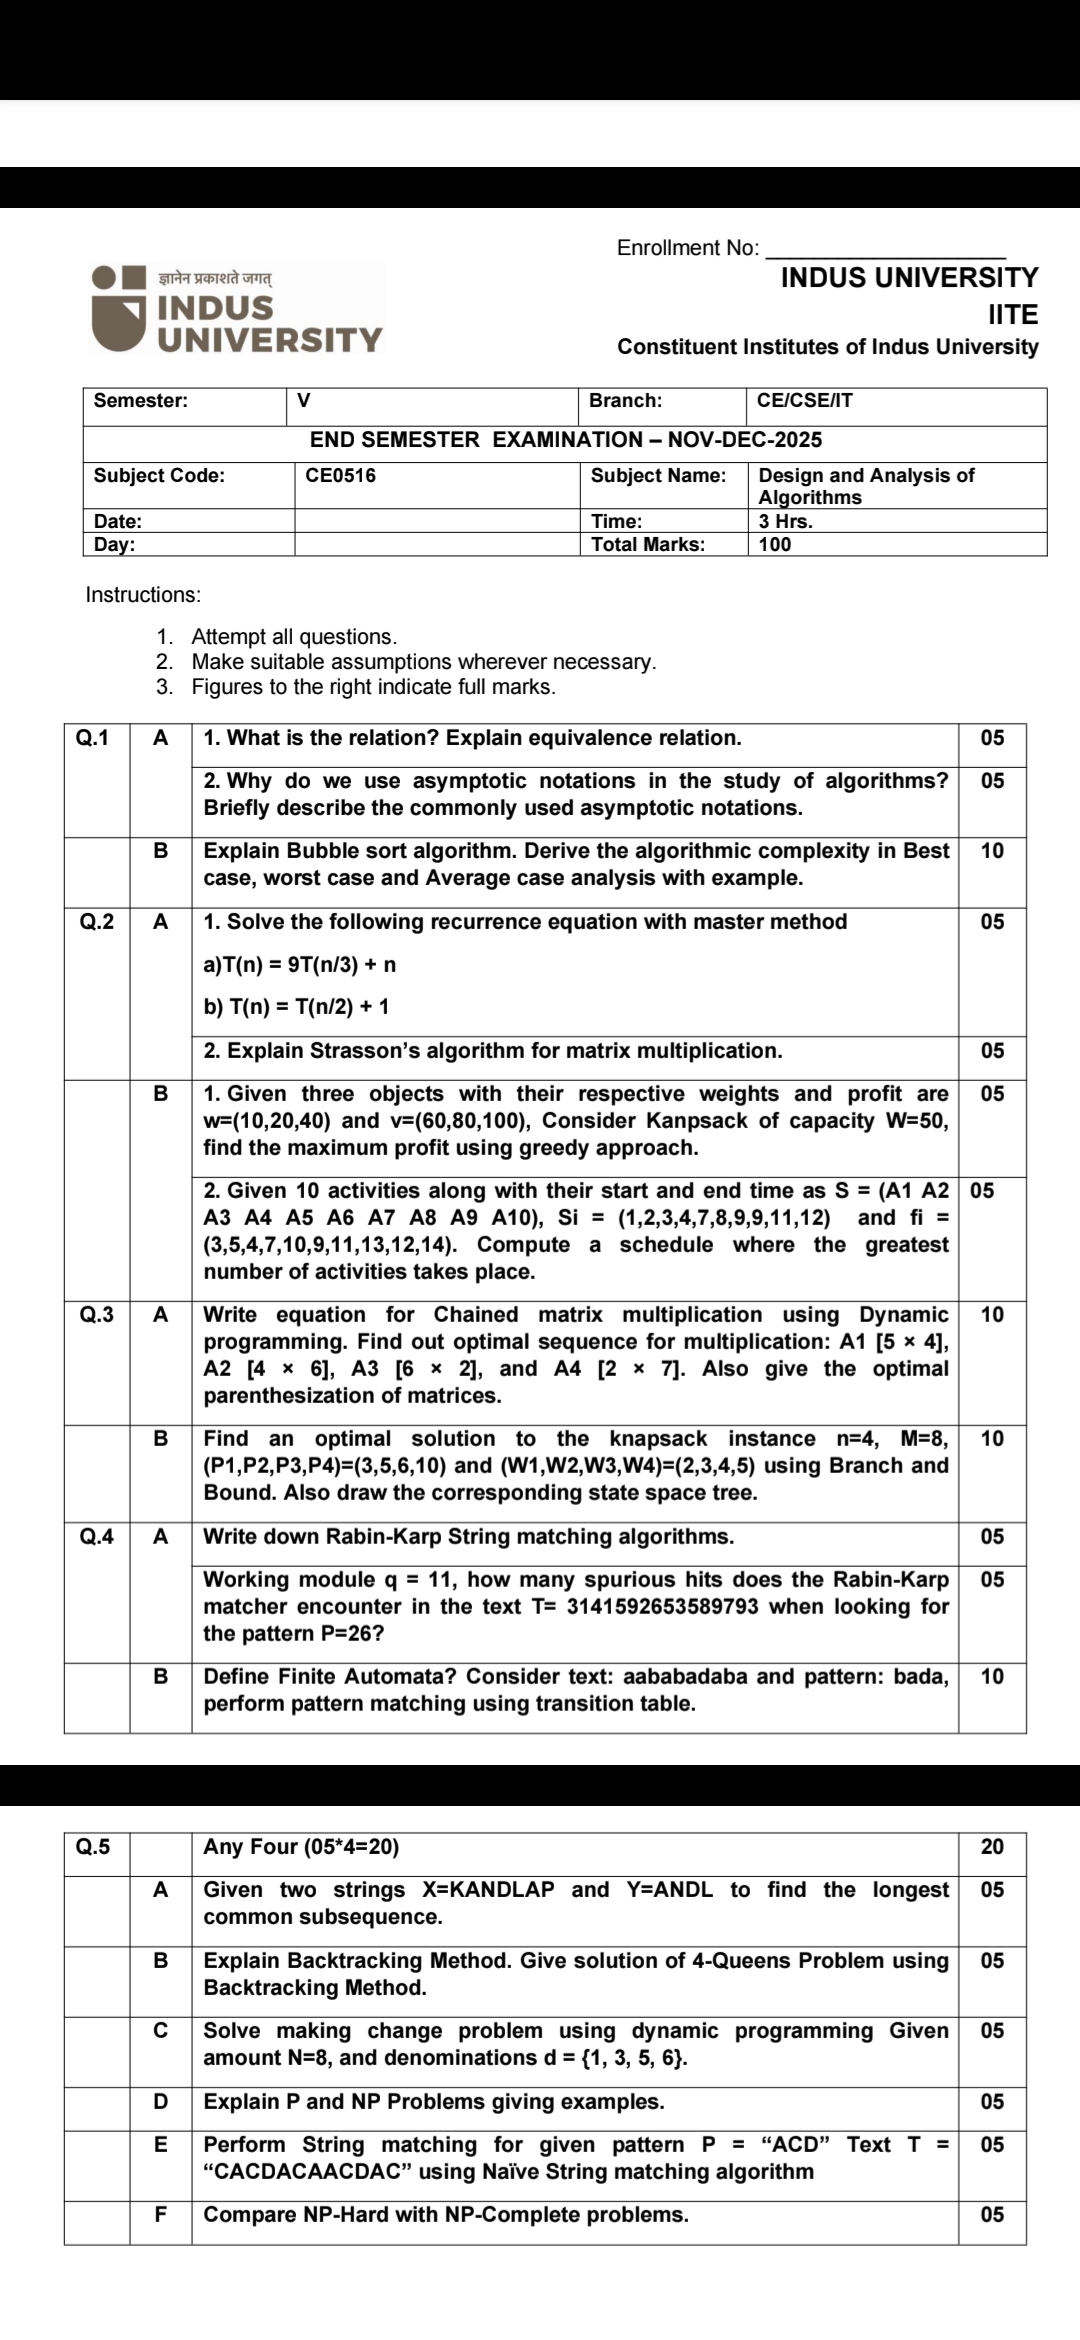 Enrollment No: ____________________
ज्ञानेन प्रकाशते जगत्
INDUS
UNIVERSITY
INDUS UNIVERSITY
IITE
Constituent Institutes of Indus University
Semester: V Branch: CE/CSE/IT
END SEMESTER EXAMINATION – NOV-DEC-2025
Subject Code: CE0516 Subject Name: Design and Analysis of
Algorithms
Date: Time: 3 Hrs.
Day: Total Marks: 100
Instructions:
1. Attempt all questions.
2. Make suitable assumptions wherever necessary.
3. Figures to the right indicate full marks.
Q.1 A 1. What is the relation? Explain equivalence relation. 05
2. Why do we use asymptotic notations in the study of algorithms? 05
Briefly describe the commonly used asymptotic notations.
B Explain Bubble sort algorithm. Derive the algorithmic complexity in Best 10
case, worst case and Average case analysis with example.
Q.2 A 1. Solve the following recurrence equation with master method 05
a)T(n) = 9T(n/3) + n
b) T(n) = T(n/2) + 1
2. Explain Strasson's algorithm for matrix multiplication. 05
B 1. Given three objects with their respective weights and profit are 05
w=(10,20,40) and v=(60,80,100), Consider Kanpsack of capacity W=50,
find the maximum profit using greedy approach.
2. Given 10 activities along with their start and end time as S = (A1 A2 05
A3 A4 A5 A6 A7 A8 A9 A10), Si = (1,2,3,4,7,8,9,9,11,12) and fi =
(3,5,4,7,10,9,11,13,12,14). Compute a schedule where the greatest
number of activities takes place.
Q.3 A Write equation for Chained matrix multiplication using Dynamic 10
programming. Find out optimal sequence for multiplication: A1 [5 × 4],
A2 [4 × 6], A3 [6 × 2], and A4 [2 × 7]. Also give the optimal
parenthesization of matrices.
B Find an optimal solution to the knapsack instance n=4, M=8, 10
(P1,P2,P3,P4)=(3,5,6,10) and (W1,W2,W3,W4)=(2,3,4,5) using Branch and
Bound. Also draw the corresponding state space tree.
Q.4 A Write down Rabin-Karp String matching algorithms. 05
Working module q = 11, how many spurious hits does the Rabin-Karp 05
matcher encounter in the text T= 3141592653589793 when looking for
the pattern P=26?
B Define Finite Automata? Consider text: aababadaba and pattern: bada, 10
perform pattern matching using transition table.
Q.5 Any Four (05*4=20) 20
A Given two strings X=KANDLAP and Y=ANDL to find the longest 05
common subsequence.
B Explain Backtracking Method. Give solution of 4-Queens Problem using 05
Backtracking Method.
C Solve making change problem using dynamic programming Given 05
amount N=8, and denominations d = {1, 3, 5, 6}.
D Explain P and NP Problems giving examples. 05
E Perform String matching for given pattern P = “ACD” Text T = 05
“CACDACAACDAC” using Naïve String matching algorithm
F Compare NP-Hard with NP-Complete problems. 05